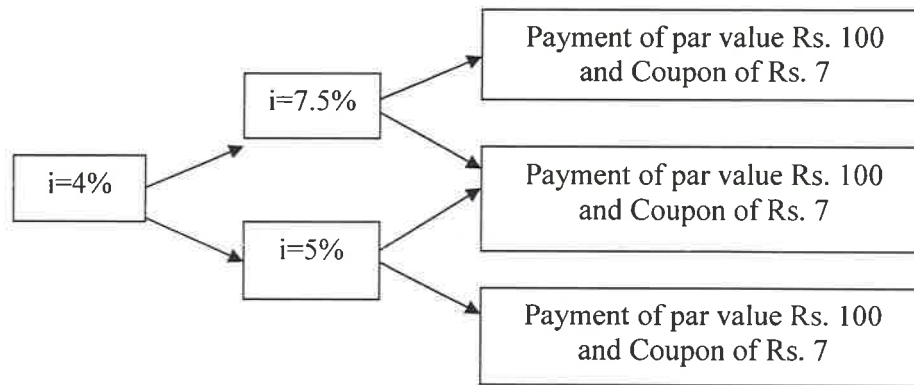 Payment of par value Rs. 100
and Coupon of Rs. 7
i=7.5%
i=4%
Payment of par value Rs. 100
and Coupon of Rs. 7
i=5%
Payment of par value Rs. 100
and Coupon of Rs. 7